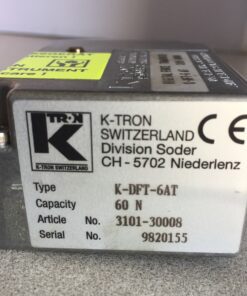 TRON
K
K-TRON SWITZERLAND
K-TRON
SWITZERLAND
Division Soder
CH - 5702 Niederlenz
CE
Type K-DFT-6AT
Capacity 60 N
Article No. 3101-30008
Serial No. 9820155